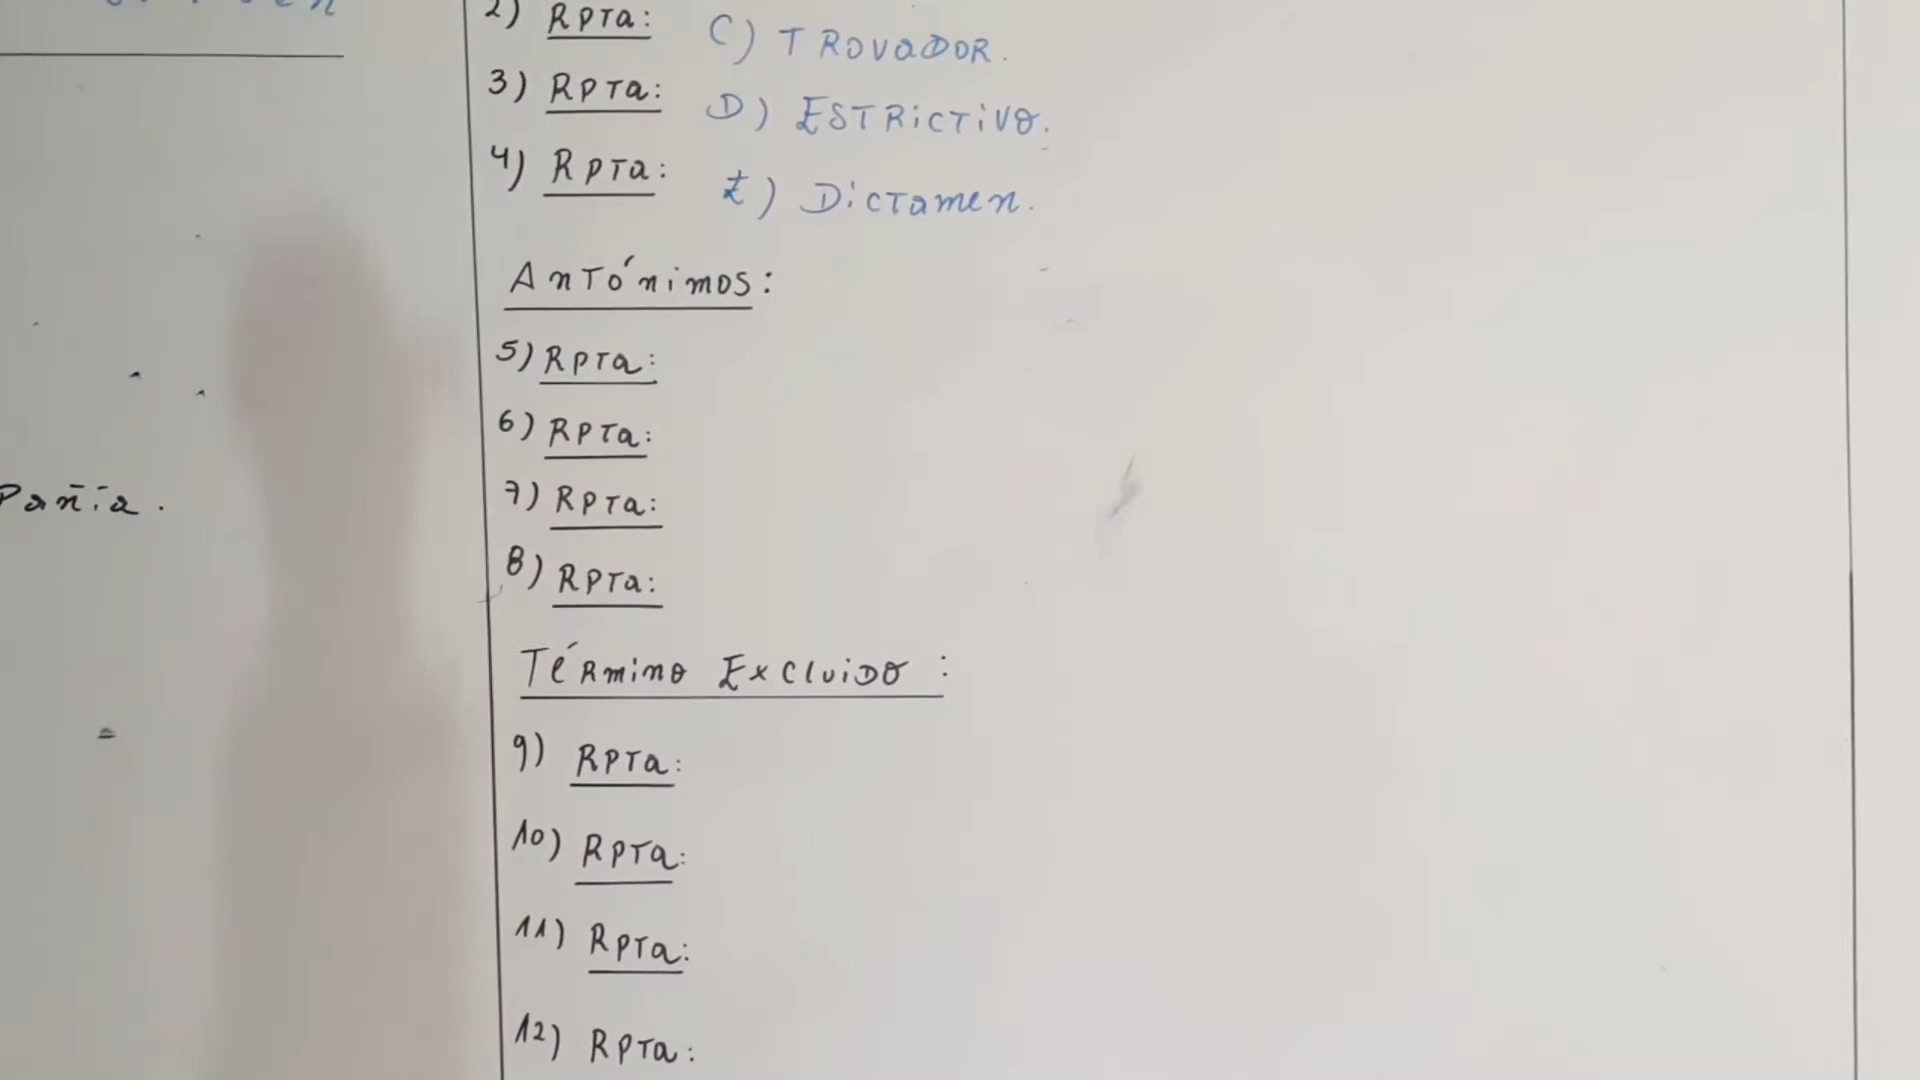 2) Rpta: C) TROVADOR.
3) Rpta: D) ESTRICTIVO.
4) Rpta: E) Dictamen.
Antónimos:
5) Rpta:
6) Rpta:
7) Rpta:
pañía.
8) Rpta:
Término Excluido:
9) Rpta:
10) Rpta:
11) Rpta:
12) Rpta: